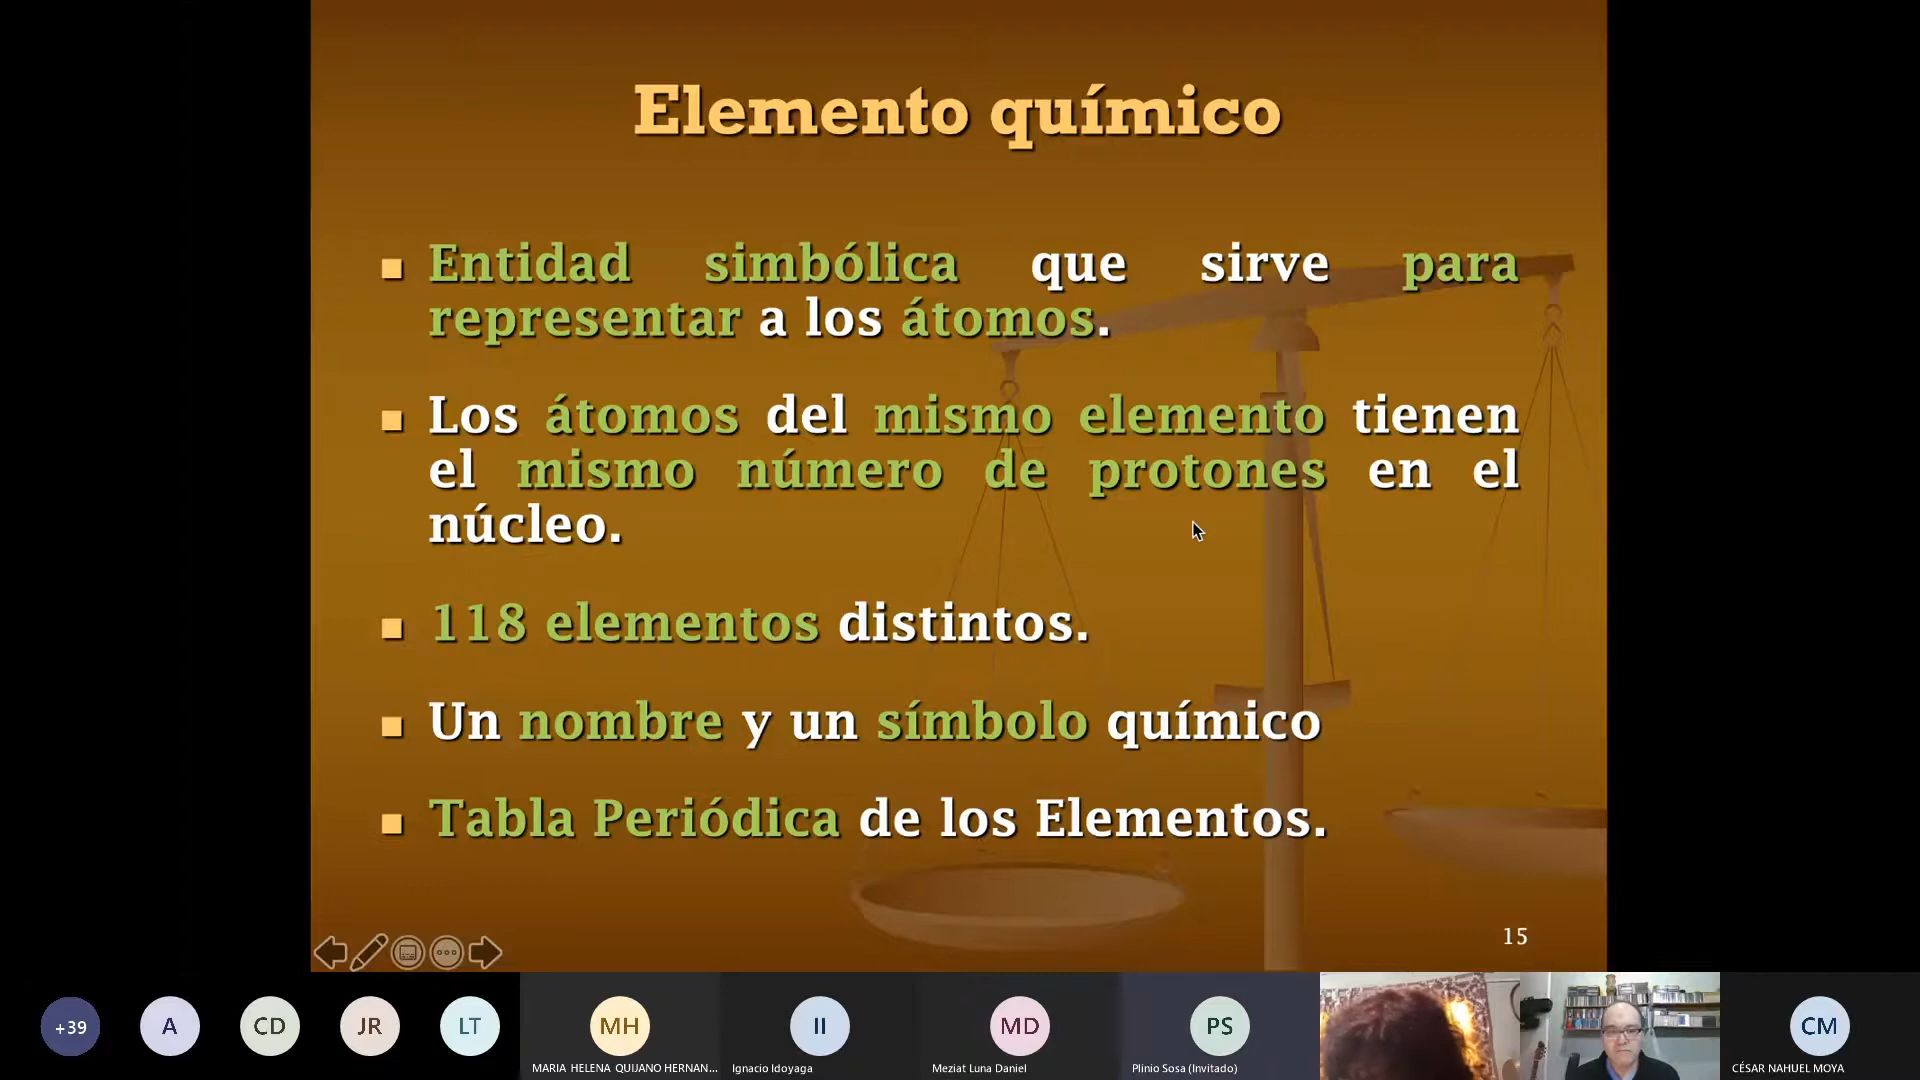 Elemento químico
Entidad simbólica que sirve para
representar a los átomos.
Los átomos del mismo elemento tienen
el mismo número de protones en el
núcleo.
118 elementos distintos.
Un nombre y un símbolo químico
Tabla Periódica de los Elementos.
15
+39
A
CD
JR
LT
MH
II
MD
PS
CM
MARIA HELENA QUIJANO HERNAN...
Ignacio Idoyaga
Meziat Luna Daniel
Plinio Sosa (Invitado)
CÉSAR NAHUEL MOYA